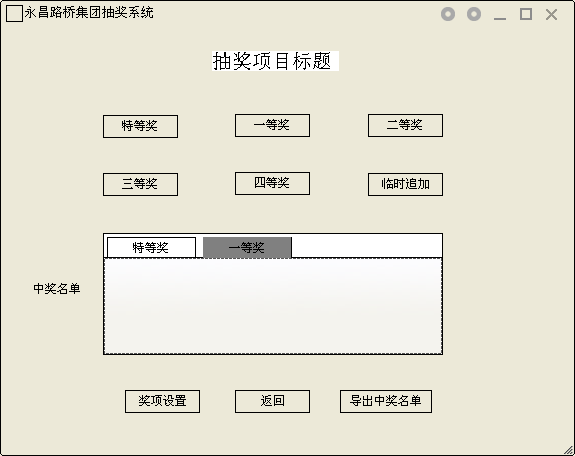 永昌路桥集团抽奖系统
抽奖项目标题
特等奖 一等奖 二等奖
三等奖 四等奖 临时追加
特等奖 一等奖
中奖名单
奖项设置 返回 导出中奖名单